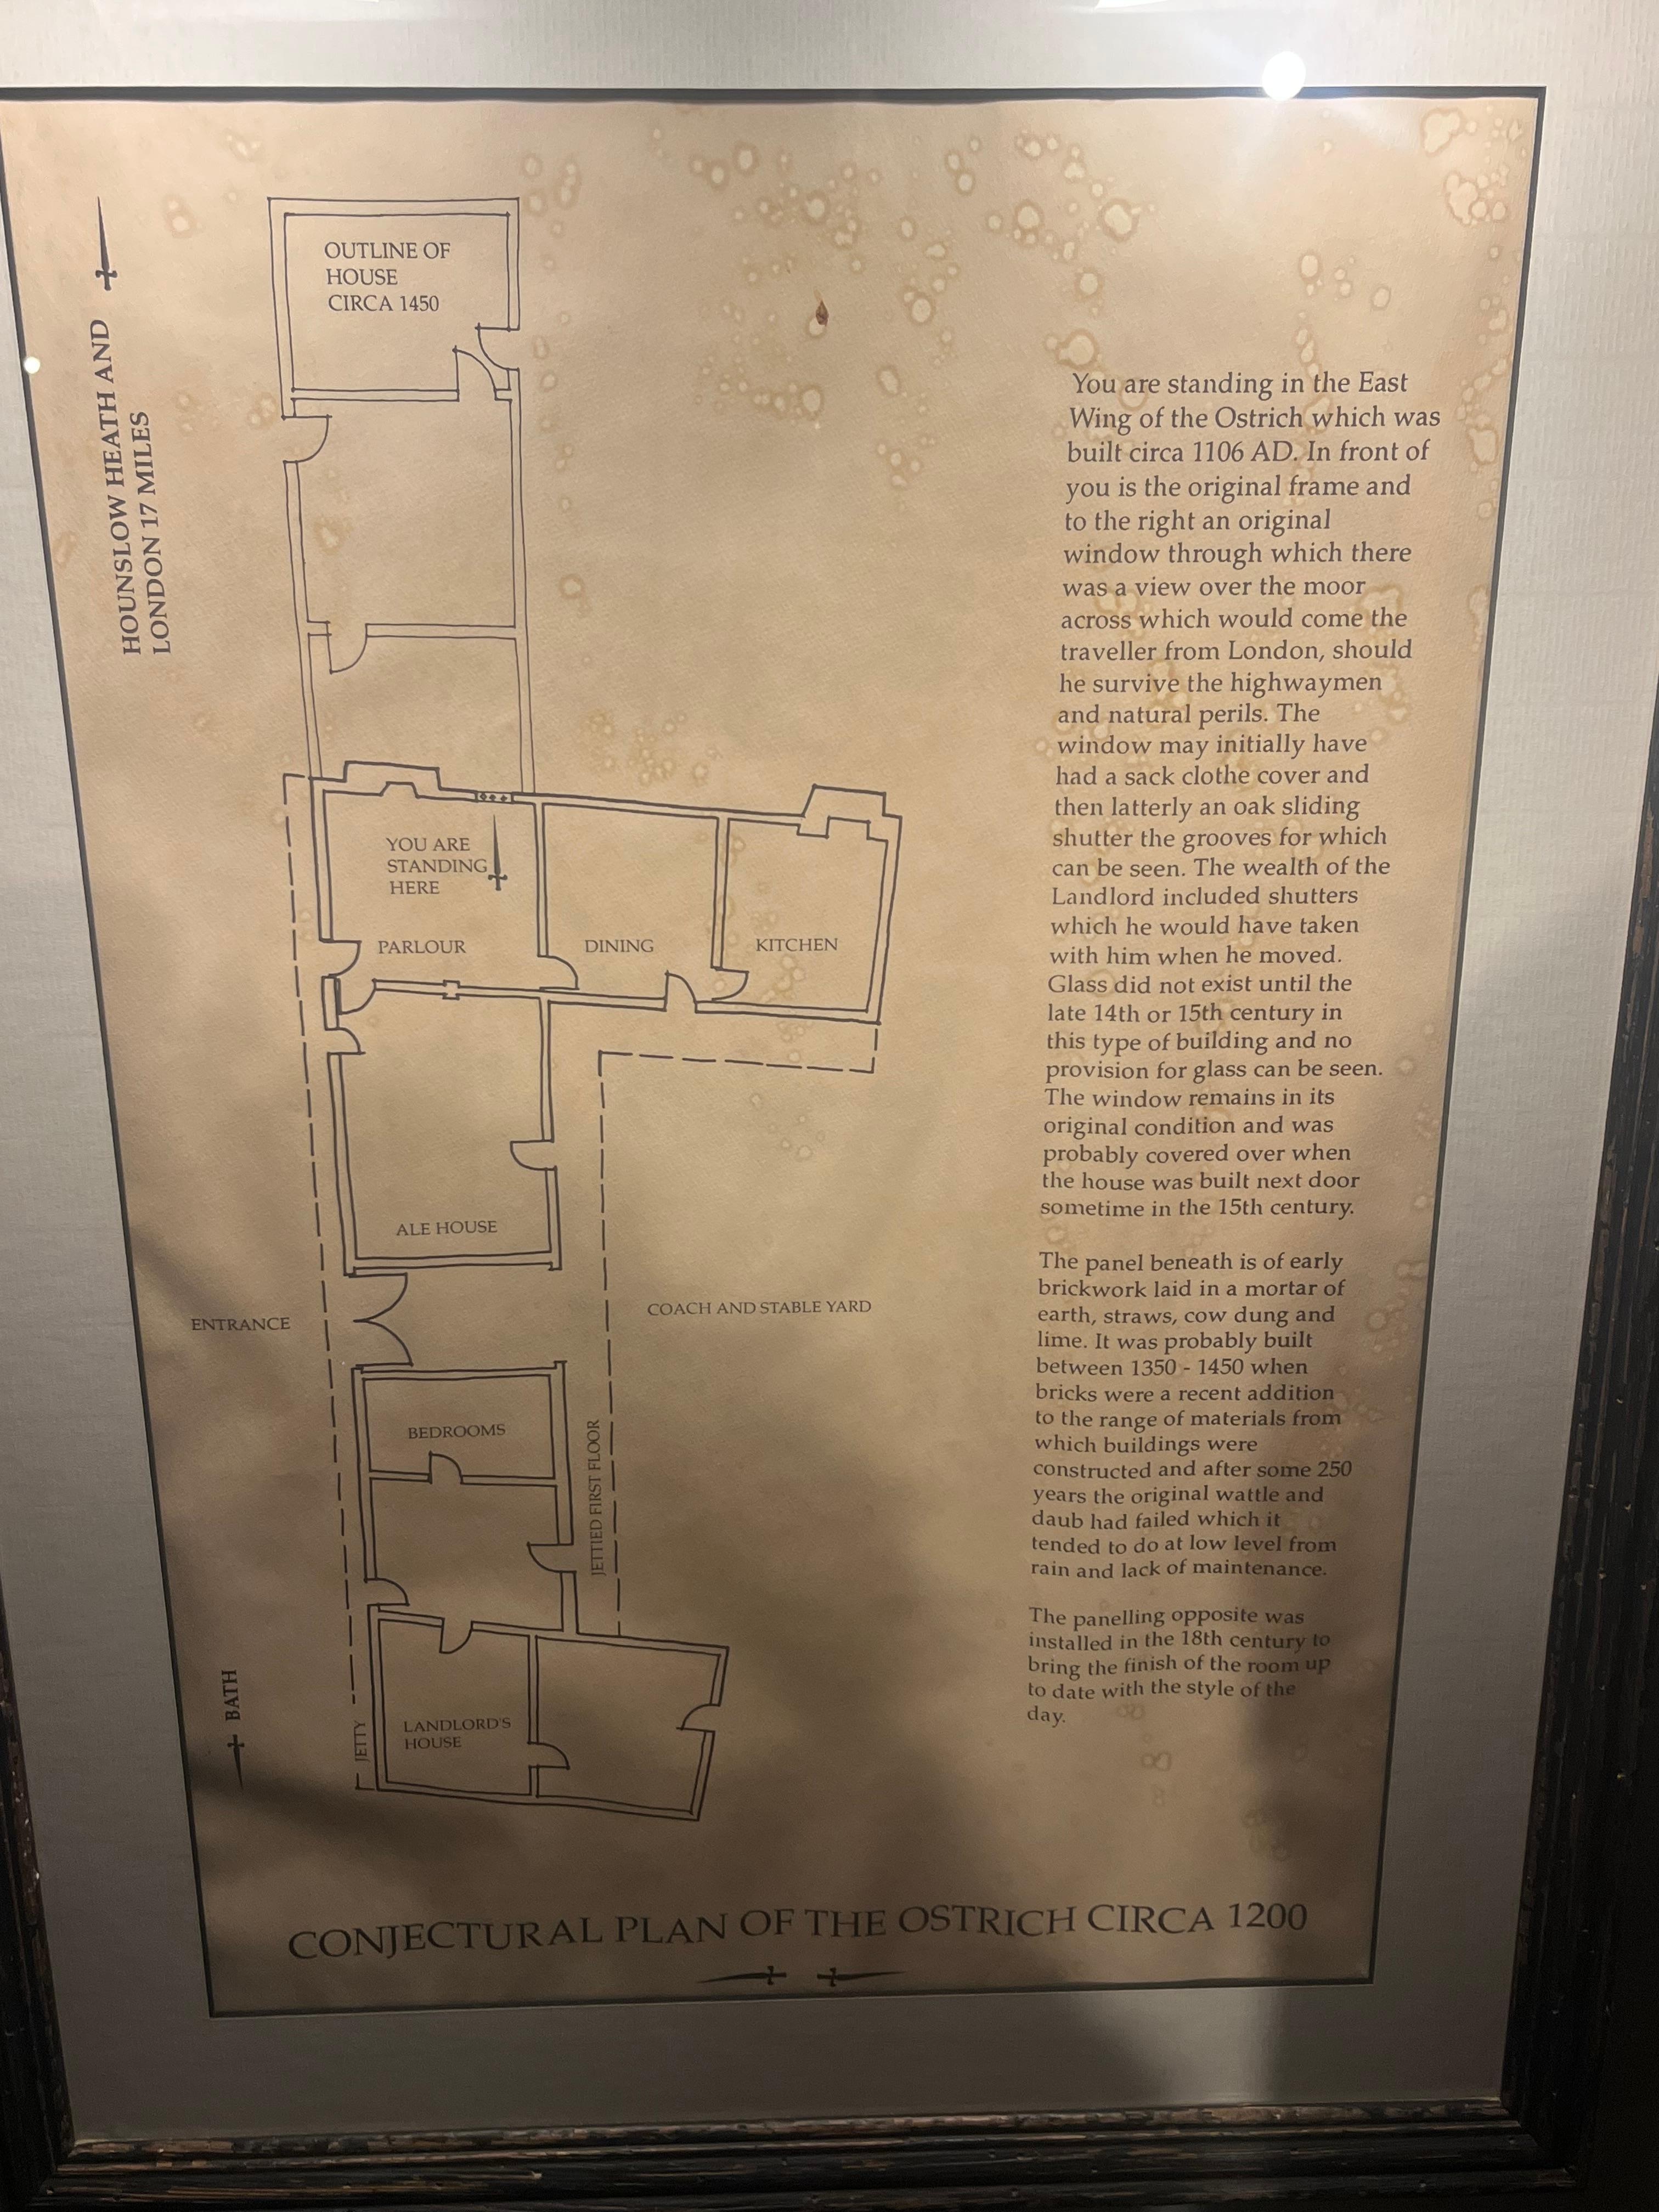 OUTLINE OF
HOUSE
CIRCA 1450
HOUNSLOW HEATH AND
LONDON 17 MILES
YOU ARE
STANDING
HERE
PARLOUR
DINING
KITCHEN
ALE HOUSE
ENTRANCE
COACH AND STABLE YARD
BEDROOMS
JETTIED FIRST FLOOR
BATH
JETTY
LANDLORD'S
HOUSE
You are standing in the East
Wing of the Ostrich which was
built circa 1106 AD. In front of
you is the original frame and
to the right an original
window through which there
was a view over the moor
across which would come the
traveller from London, should
he survive the highwaymen
and natural perils. The
window may initially have
had a sack clothe cover and
then latterly an oak sliding
shutter the grooves for which
can be seen. The wealth of the
Landlord included shutters
which he would have taken
with him when he moved.
Glass did not exist until the
late 14th or 15th century in
this type of building and no
provision for glass can be seen.
The window remains in its
original condition and was
probably covered over when
the house was built next door
sometime in the 15th century.
The panel beneath is of early
brickwork laid in a mortar of
earth, straws, cow dung and
lime. It was probably built
between 1350 - 1450 when
bricks were a recent addition
to the range of materials from
which buildings were
constructed and after some 250
years the original wattle and
daub had failed which it
tended to do at low level from
rain and lack of maintenance.
The panelling opposite was
installed in the 18th century to
bring the finish of the room up
to date with the style of the
day.
CONJECTURAL PLAN OF THE OSTRICH CIRCA 1200